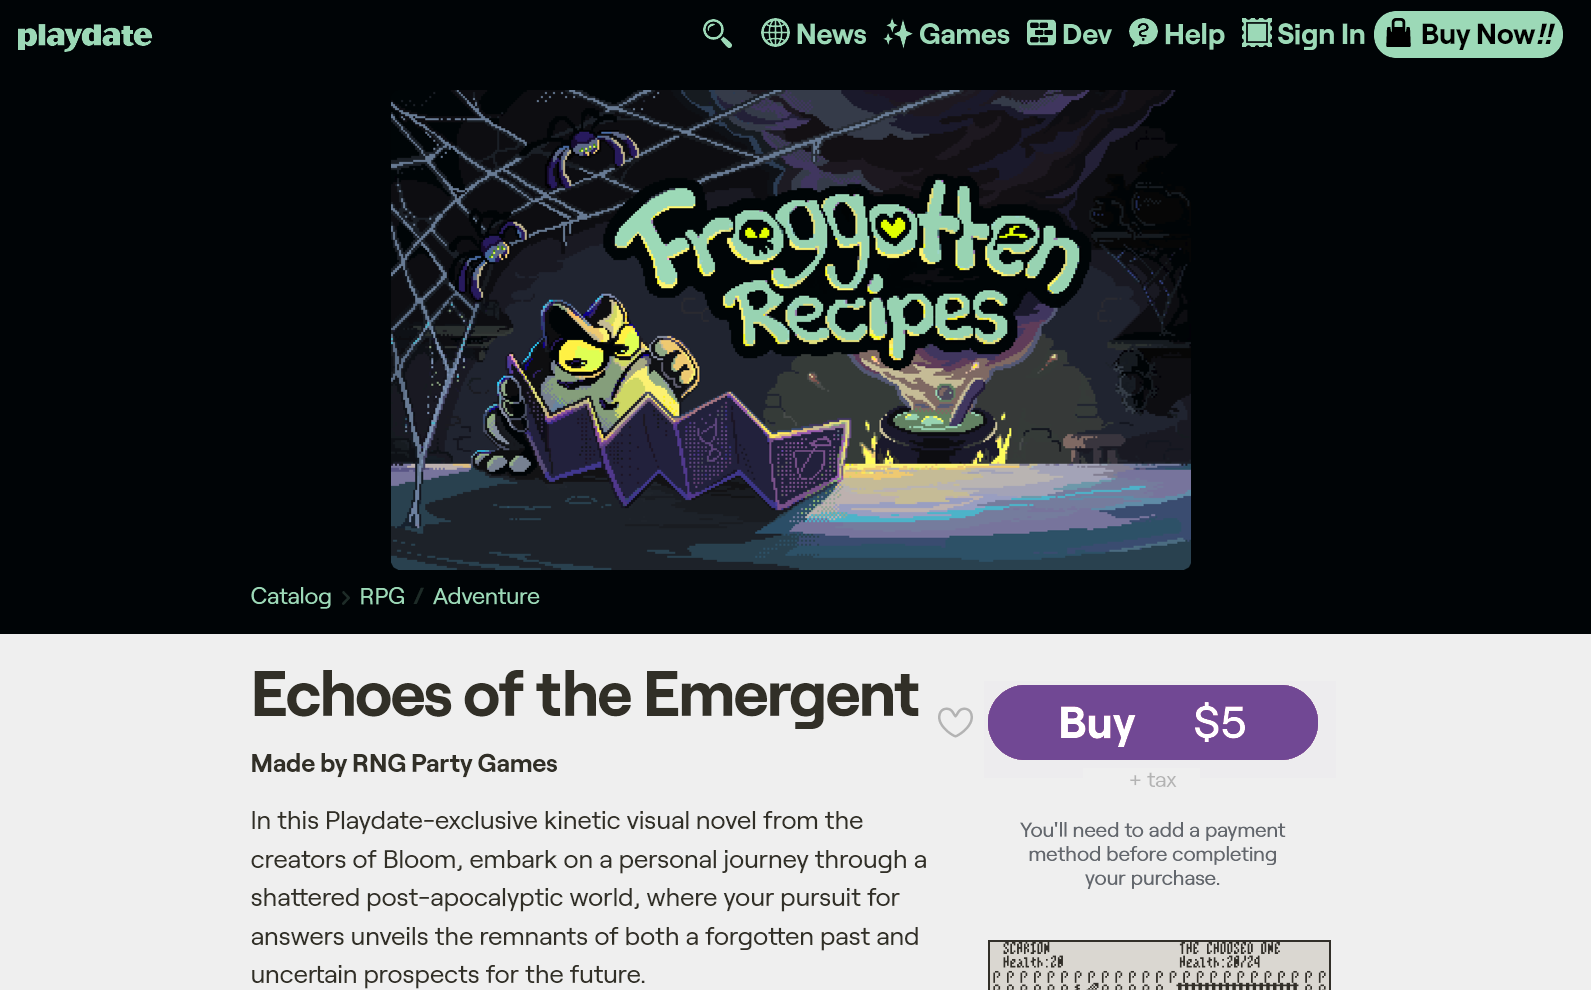 playdate
News
Games
Dev
Help
Sign In
Buy Now!!
Froggotten
Recipes
Catalog > RPG / Adventure
Echoes of the Emergent
Buy $5
+ tax
Made by RNG Party Games
You'll need to add a payment
method before completing
your purchase.
In this Playdate-exclusive kinetic visual novel from the
creators of Bloom, embark on a personal journey through a
shattered post-apocalyptic world, where your pursuit for
answers unveils the remnants of both a forgotten past and
uncertain prospects for the future.
SCARION THE CHOOSED ONE
Health:20 Health:20/24